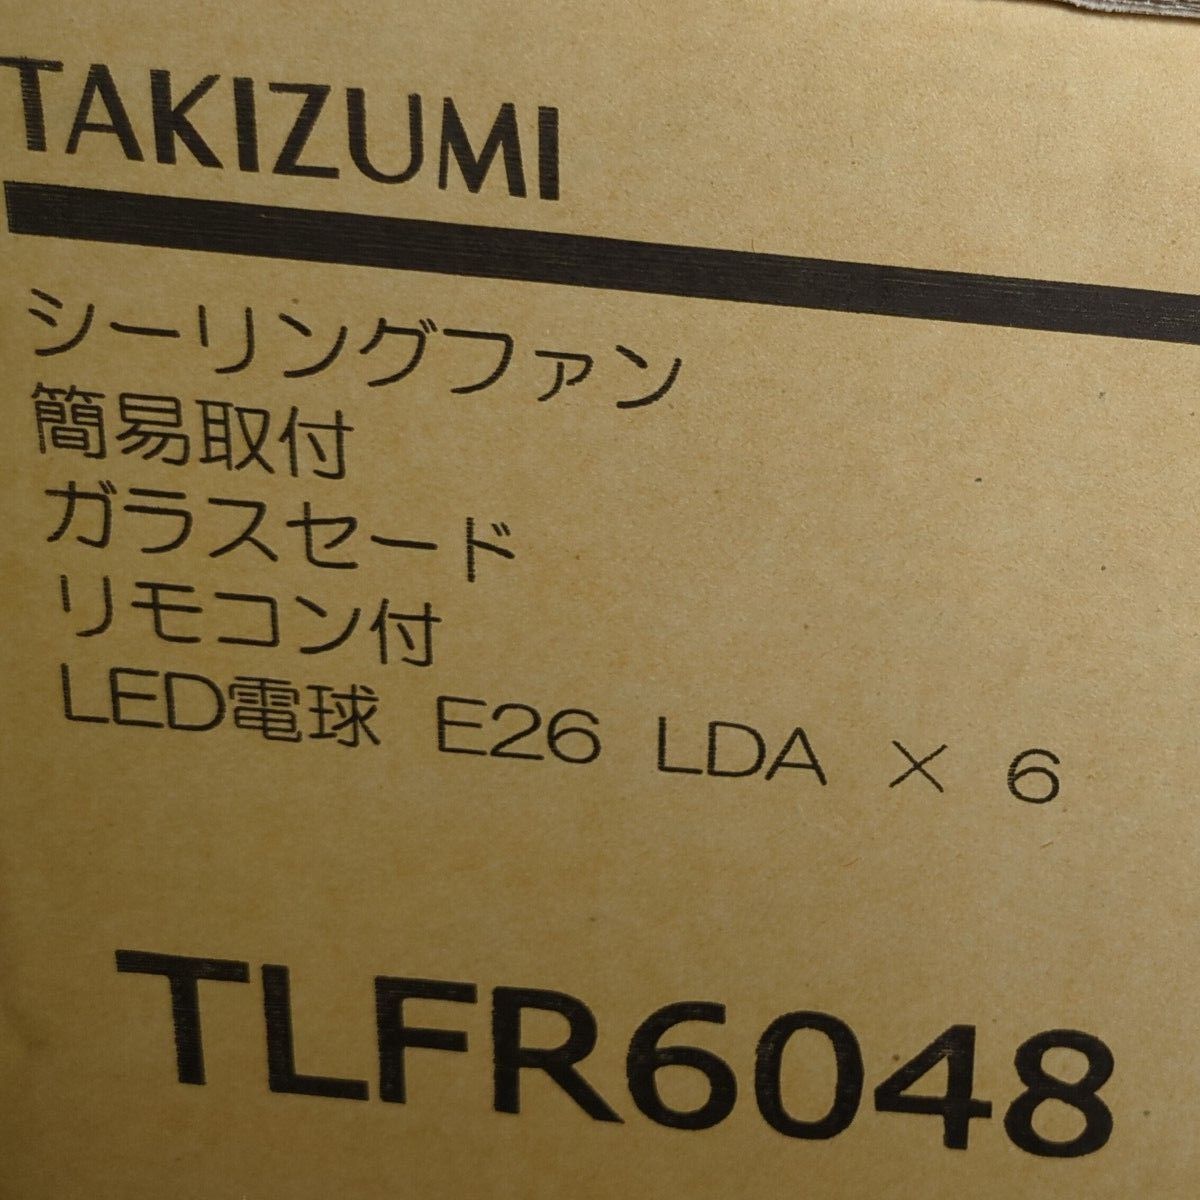 TAKIZUMI
シーリングファン
簡易取付
ガラスセード
リモコン付
LED電球 E26 LDA × 6
TLFR6048